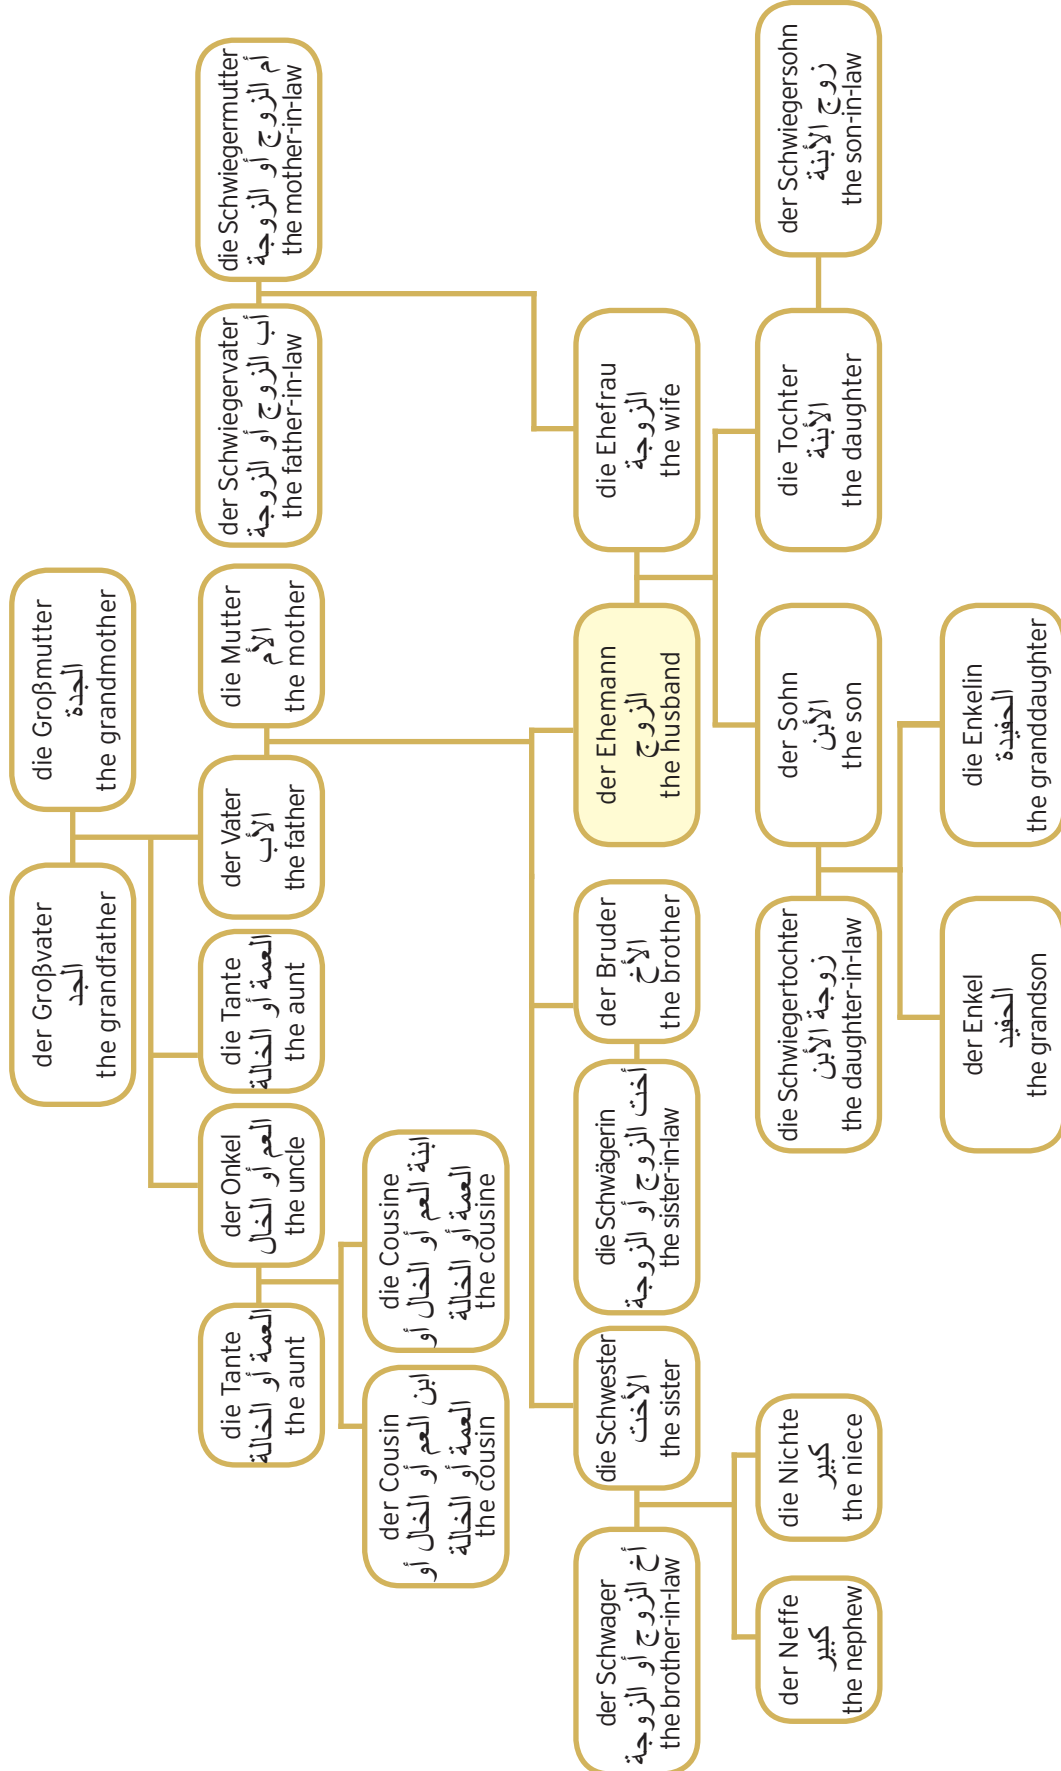 der Großvater
الجد
the grandfather
die Großmutter
الجدة
the grandmother
die Tante
العمة أو الخالة
the aunt
der Onkel
العم أو الخال
the uncle
die Tante
العمة أو الخالة
the aunt
der Vater
الأب
the father
die Mutter
الأم
the mother
der Schwiegervater
أب الزوج أو الزوجة
the father-in-law
die Schwiegermutter
أم الزوج أو الزوجة
the mother-in-law
der Cousin
ابن العم أو الخال أو
العمة أو الخالة
the cousin
die Cousine
ابنة العم أو الخال أو
العمة أو الخالة
the cousine
der Schwager
أخ الزوج أو الزوجة
the brother-in-law
die Schwester
الأخت
the sister
die Schwägerin
أخت الزوج أو الزوجة
the sister-in-law
der Bruder
الأخ
the brother
der Ehemann
الزوج
the husband
die Ehefrau
الزوجة
the wife
der Neffe
كبير
the nephew
die Nichte
كبير
the niece
die Schwiegertochter
زوجة الأبن
the daughter-in-law
der Sohn
الأبن
the son
die Tochter
الأبنة
the daughter
der Schwiegersohn
زوج الأبنة
the son-in-law
der Enkel
الحفيد
the grandson
die Enkelin
الحفيدة
the granddaughter